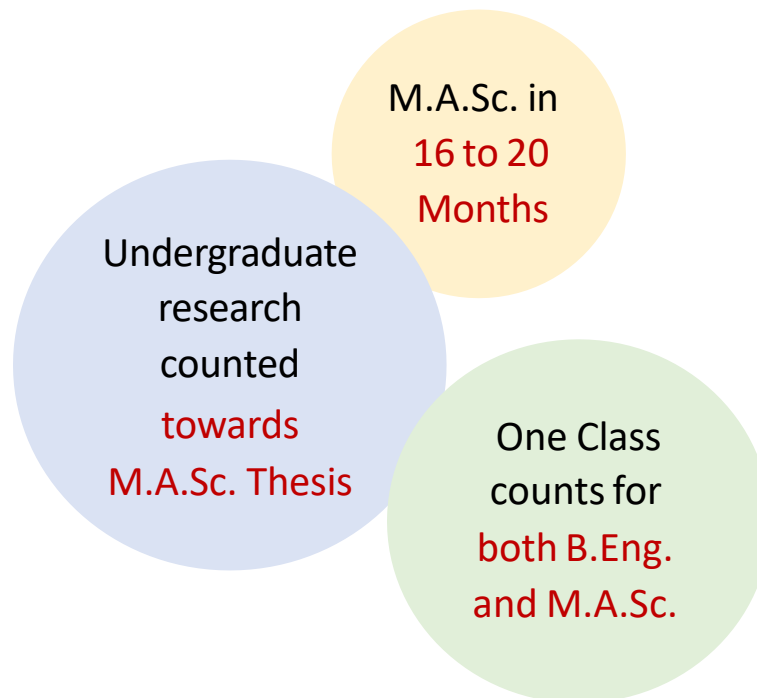 M.A.Sc. in
16 to 20
Months
Undergraduate
research
counted
towards
M.A.Sc. Thesis
One Class
counts for
both B.Eng.
and M.A.Sc.